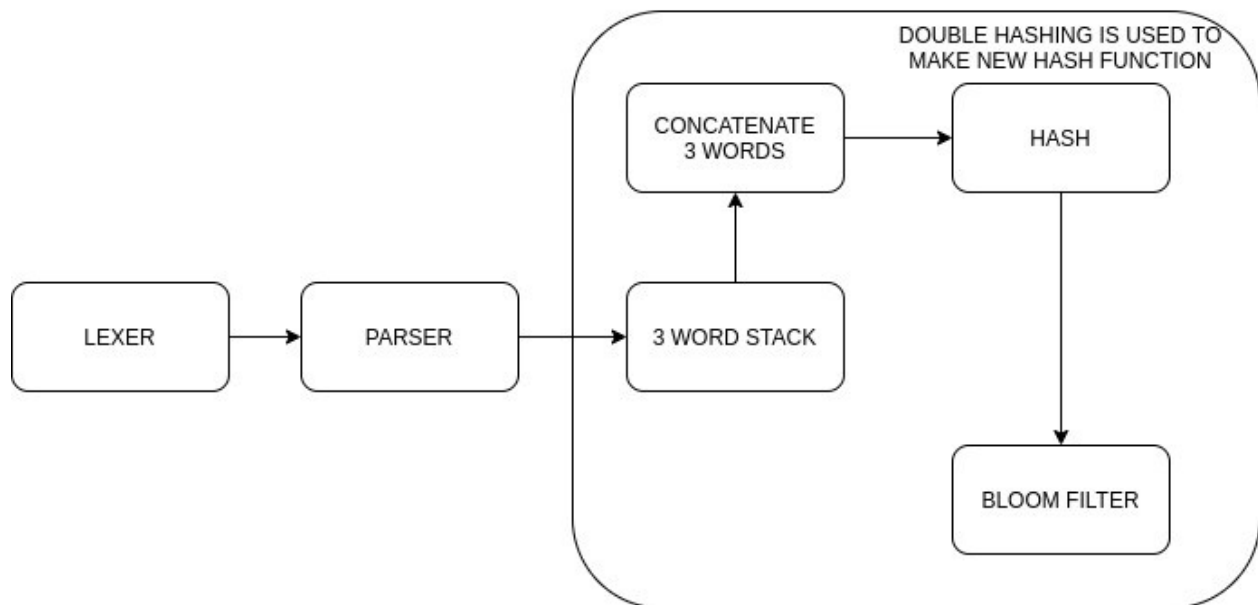 DOUBLE HASHING IS USED TO
MAKE NEW HASH FUNCTION
CONCATENATE
3 WORDS
HASH
LEXER
PARSER
3 WORD STACK
BLOOM FILTER